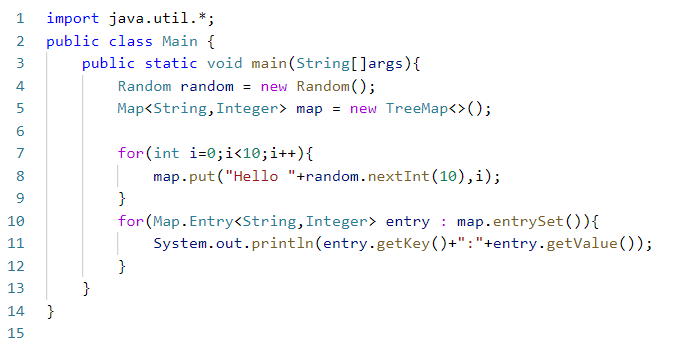 1 import java.util.*;
2 public class Main {
3     public static void main(String[]args){
4         Random random = new Random();
5         Map<String,Integer> map = new TreeMap<>();
6
7         for(int i=0;i<10;i++){
8             map.put("Hello "+random.nextInt(10),i);
9         }
10         for(Map.Entry<String,Integer> entry : map.entrySet()){
11             System.out.println(entry.getKey()+":"+entry.getValue());
12         }
13     }
14 }
15